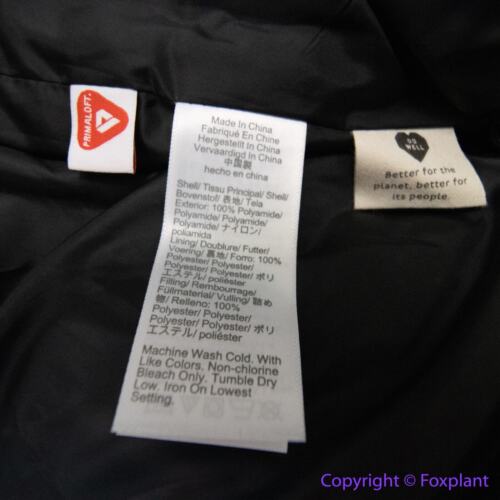 PRIMALOFT.
Made In China
Fabriqué En Chine
Hergestellt In China
Vervaardigd In China
中国製
hecho en china
Shell/ Tissu Principal/ Shell/
Bovenstof/ 表地/ Tela
Exterior: 100% Polyamide/
Polyamide/ Polyamide/
Polyamide/ ナイロン/
poliamida
Lining/ Doublure/ Futter/
Voering/ 裏地/ Forro: 100%
Polyester/ Polyester/
Polyester/ Polyester/ ポリ
エステル/ poliéster
Filling/ Rembourrage/
Füllmaterial/ Vulling/ 詰め
物/ Relleno: 100%
Polyester/ Polyester/
Polyester/ Polyester/ ポリ
エステル/ poliéster
Machine Wash Cold. With
Like Colors. Non-chlorine
Bleach Only. Tumble Dry
Low. Iron On Lowest
Setting.
DO
WELL
Better for the
planet, better for
its people.
Copyright © Foxplant